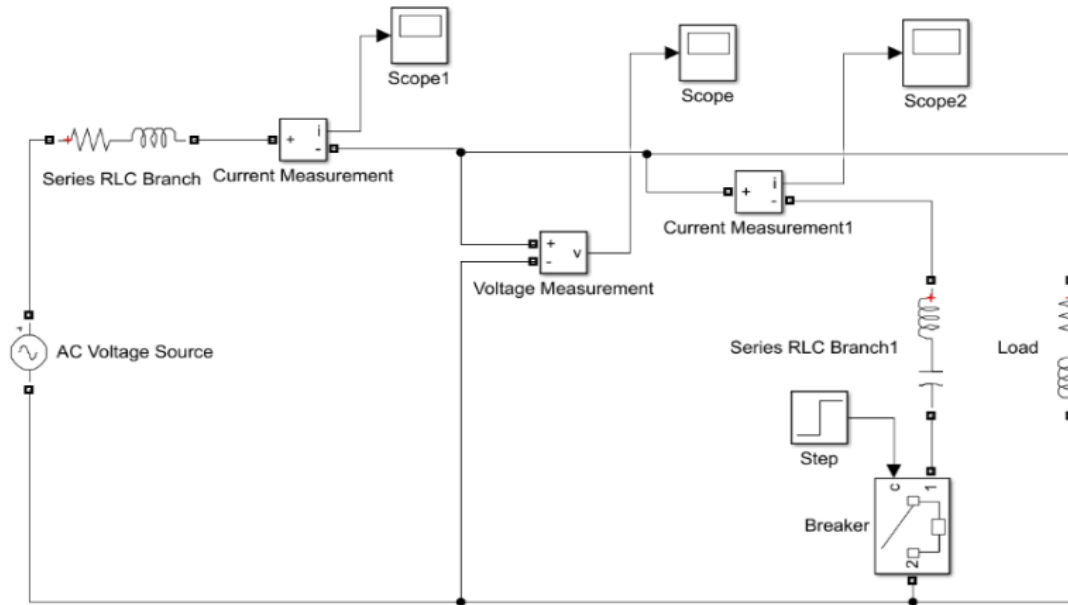 Scope1
Scope
Scope2
+
i
-
Series RLC Branch
Current Measurement
+
i
-
Current Measurement1
+
-
v
Voltage Measurement
AC Voltage Source
Series RLC Branch1
Load
Step
c
1
Breaker
2